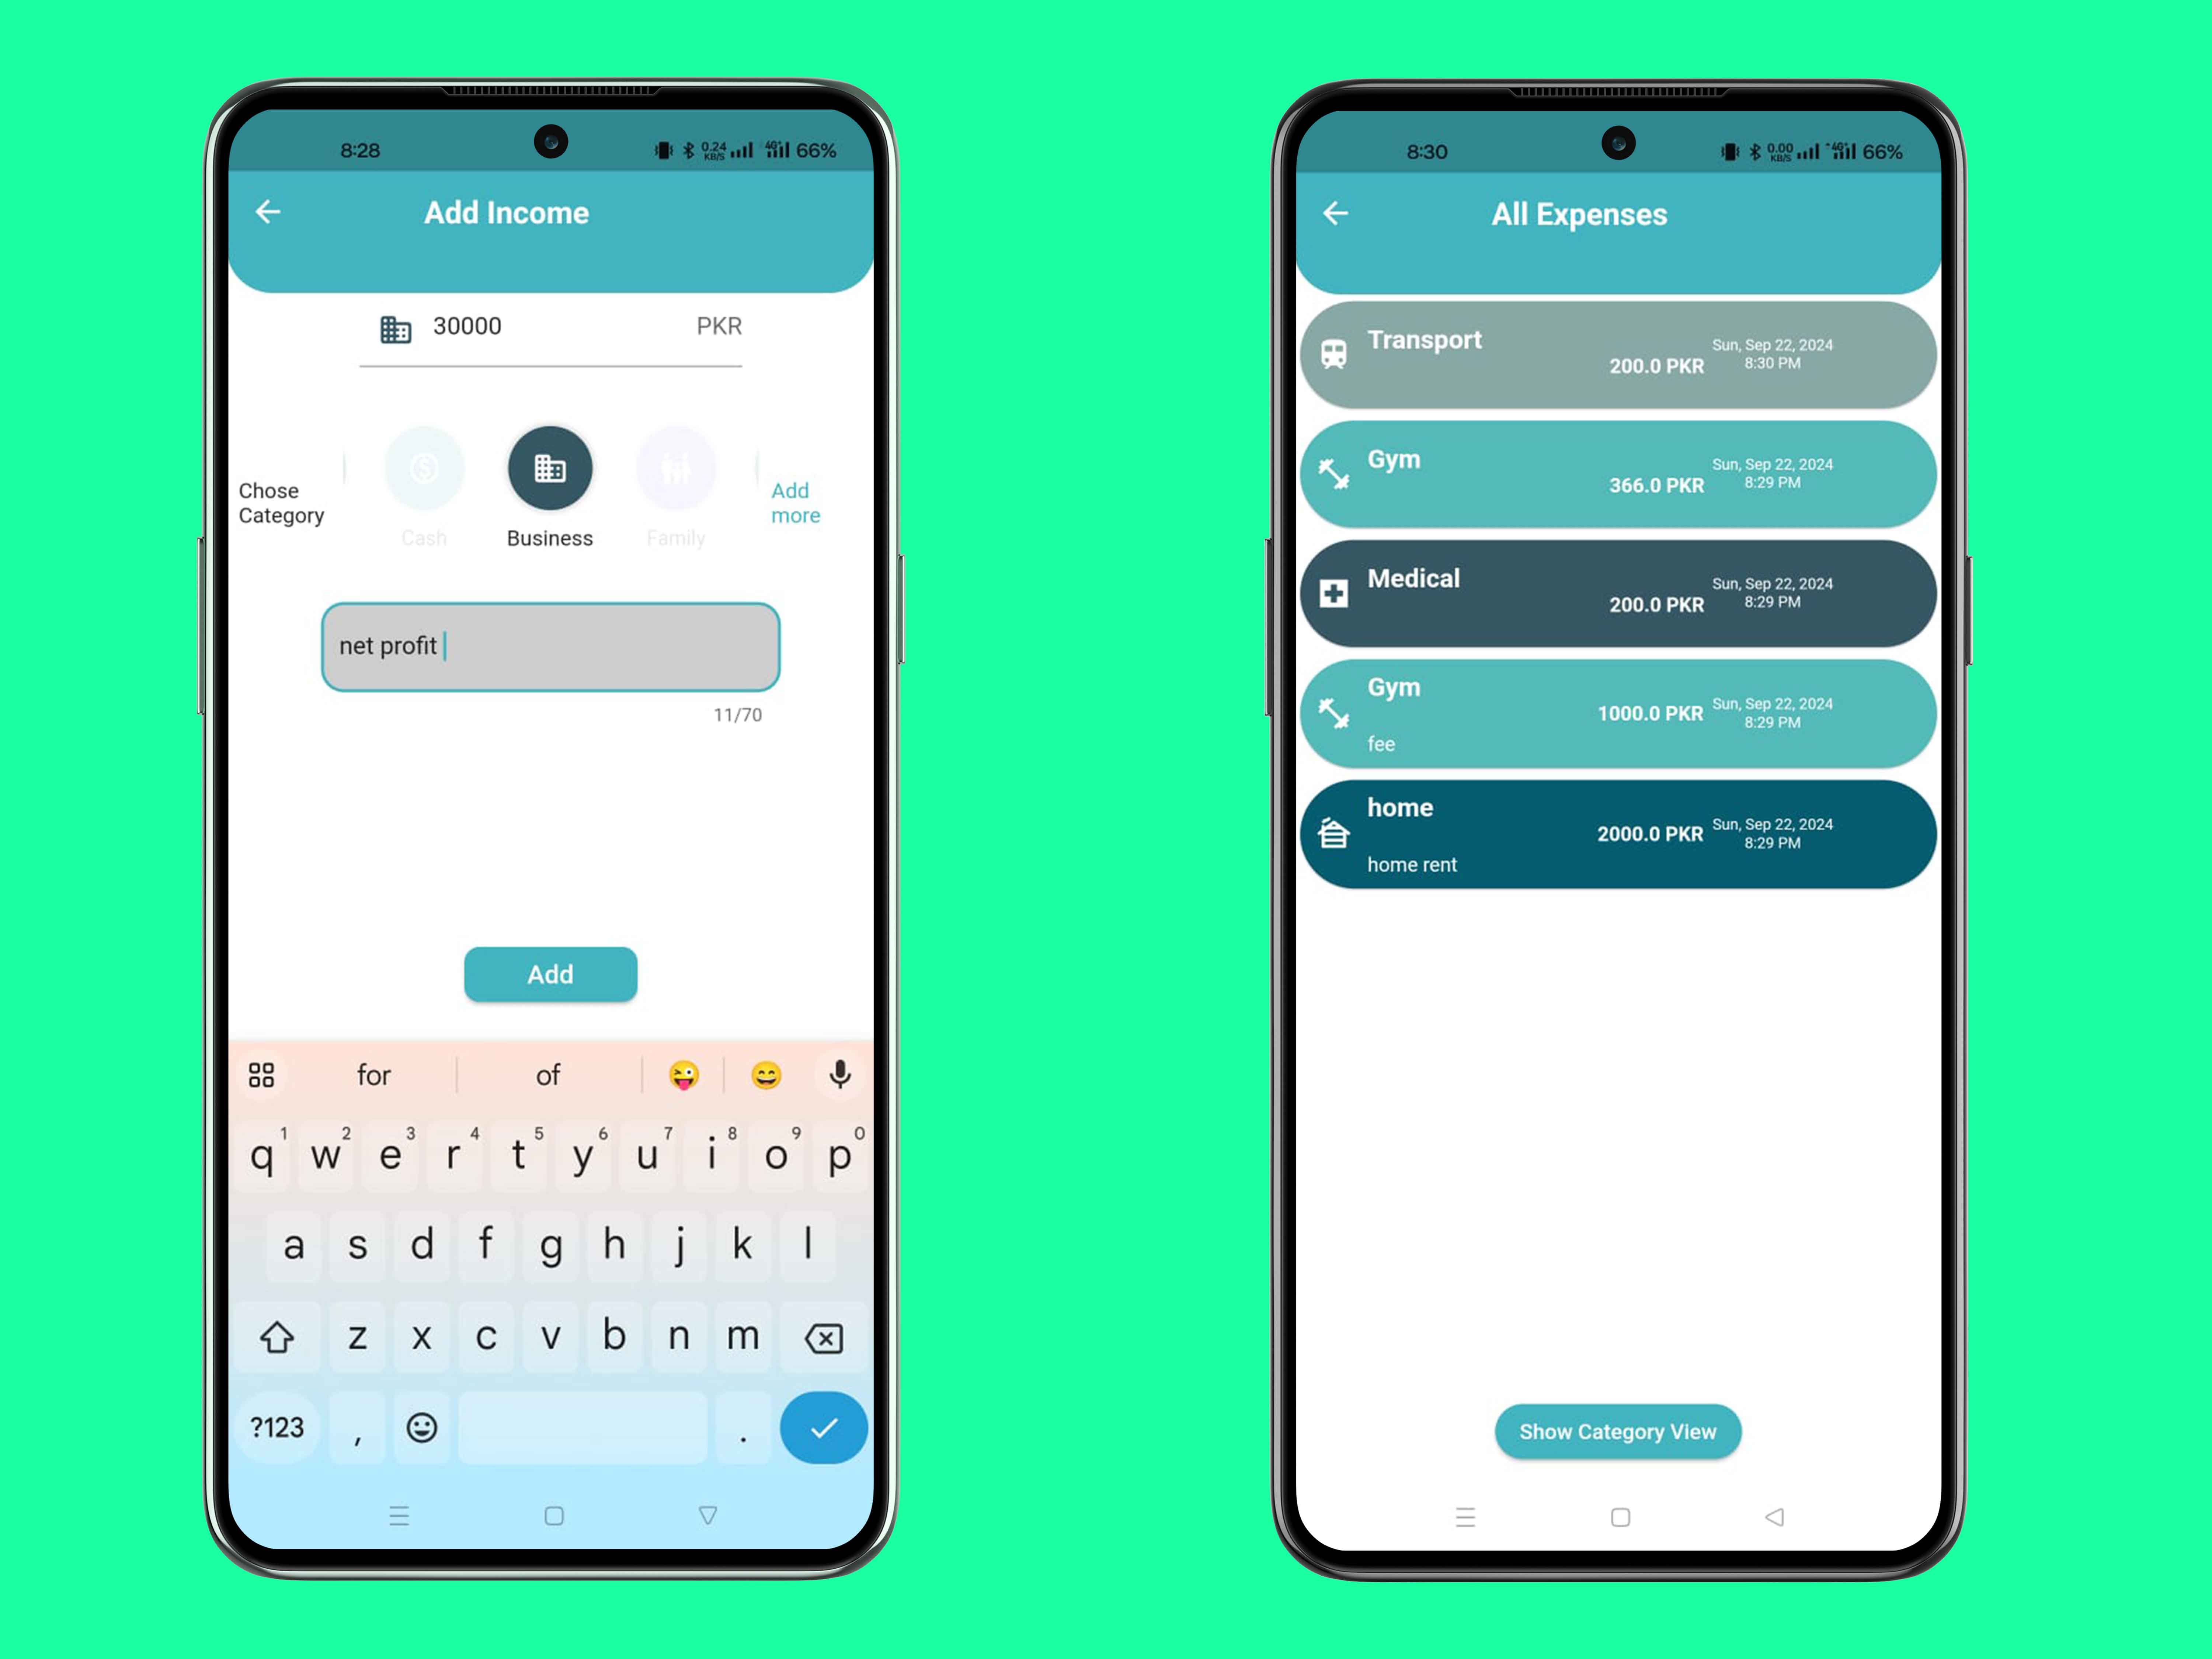 8:28
0.24
KB/S
4G+
66%
Add Income
30000
PKR
Chose
Category
Cash
Business
Family
Add
more
net profit
11/70
Add
for
of
1 2 3 4 5 6 7 8 9 0
q w e r t y u i o p
a s d f g h j k l
z x c v b n m
?123 , .
8:30
0.00
KB/S
4G+
66%
All Expenses
Transport
200.0 PKR
Sun, Sep 22, 2024
8:30 PM
Gym
366.0 PKR
Sun, Sep 22, 2024
8:29 PM
Medical
200.0 PKR
Sun, Sep 22, 2024
8:29 PM
Gym
1000.0 PKR
Sun, Sep 22, 2024
8:29 PM
fee
home
2000.0 PKR
Sun, Sep 22, 2024
8:29 PM
home rent
Show Category VIew